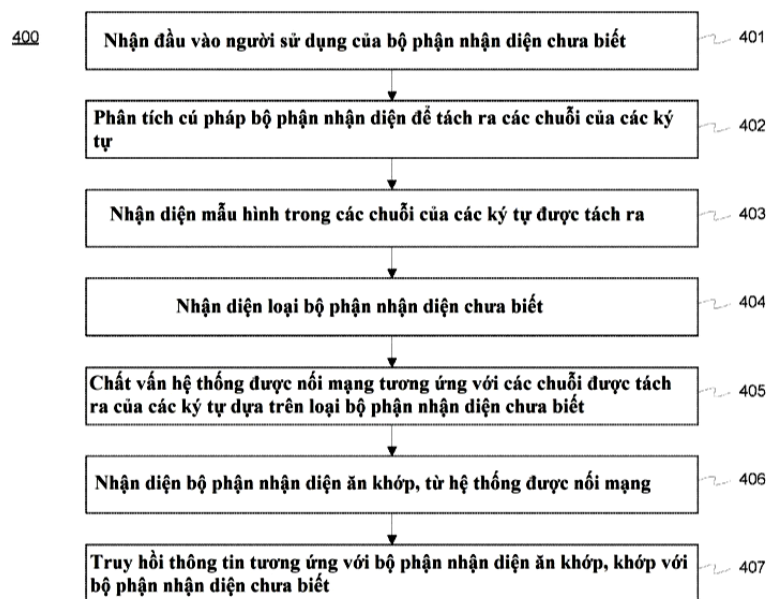 400
Nhận đầu vào người sử dụng của bộ phận nhận diện chưa biết
401
Phân tích cú pháp bộ phận nhận diện để tách ra các chuỗi của các ký
tự
402
Nhận diện mẫu hình trong các chuỗi của các ký tự được tách ra
403
Nhận diện loại bộ phận nhận diện chưa biết
404
Chất vấn hệ thống được nối mạng tương ứng với các chuỗi được tách
ra của các ký tự dựa trên loại bộ phận nhận diện chưa biết
405
Nhận diện bộ phận nhận diện ăn khớp, từ hệ thống được nối mạng
406
Truy hồi thông tin tương ứng với bộ phận nhận diện ăn khớp, khớp với
bộ phận nhận diện chưa biết
407